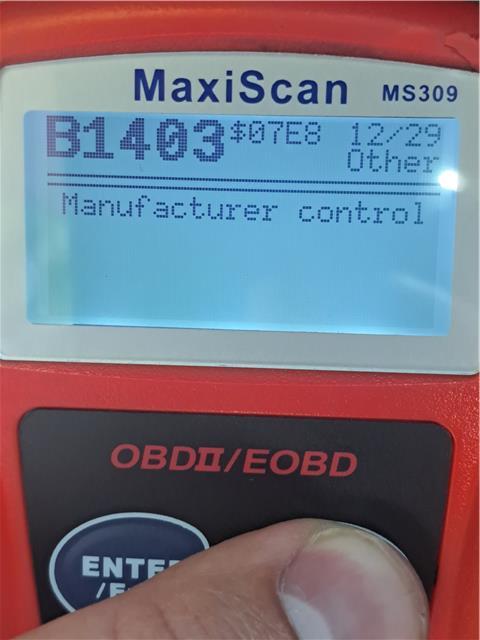 MaxiScan MS309
B1403 $07E8 12/29
Other
Manufacturer control
OBDII/EOBD